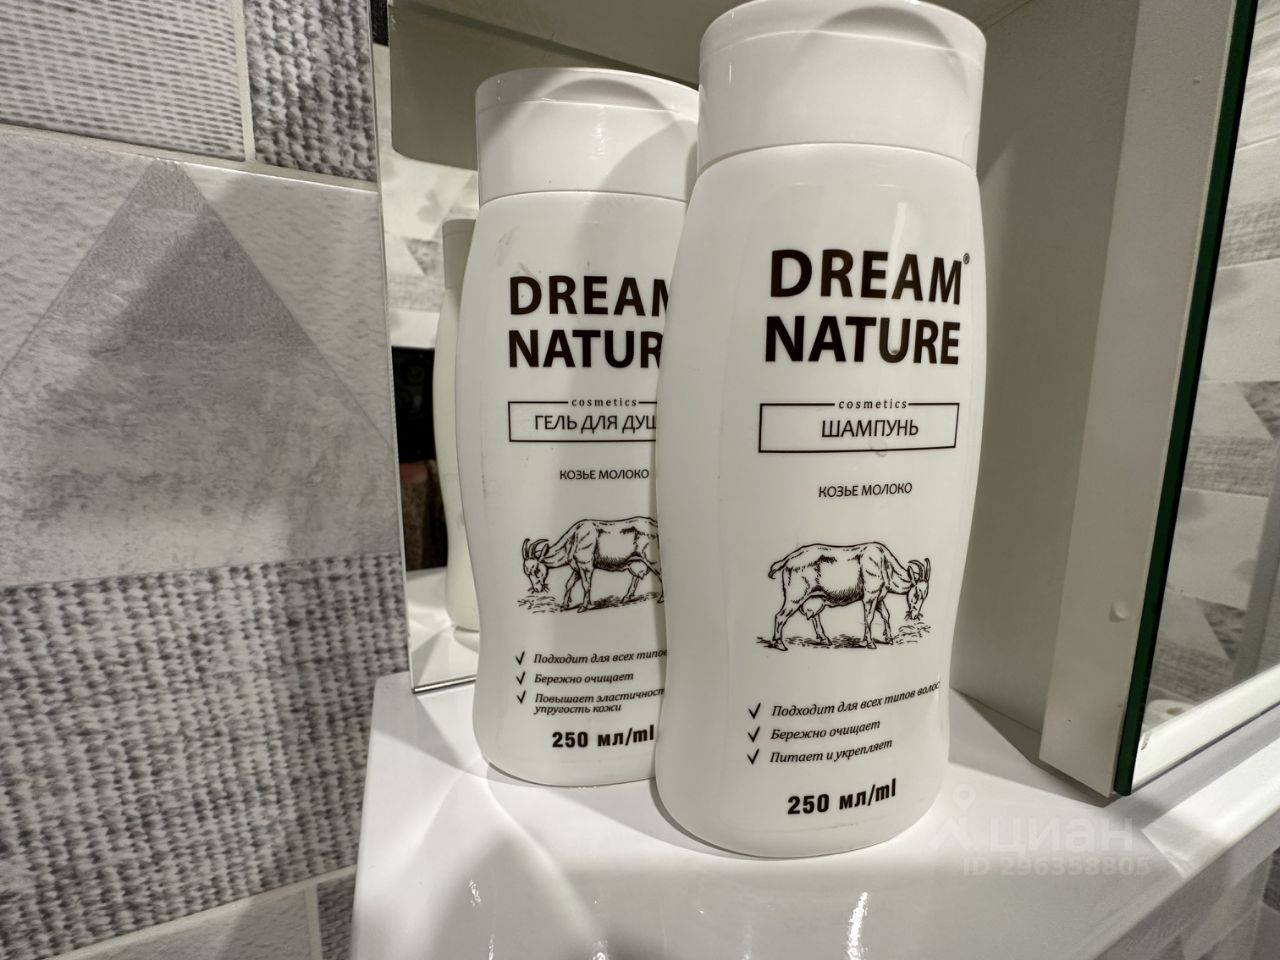 DREAM
NATUR
cosmetics
ГЕЛЬ ДЛЯ ДУШ
КОЗЬЕ МОЛОКО
Подходит для всех типов
Бережно очищает
Повышает эластичност
упругость кожи
250 мл/ml
DREAM®
NATURE
cosmetics
ШАМПУНЬ
КОЗЬЕ МОЛОКО
Подходит для всех типов волос
Бережно очищает
Питает и укрепляет
250 мл/ml
циан
ID 296358805